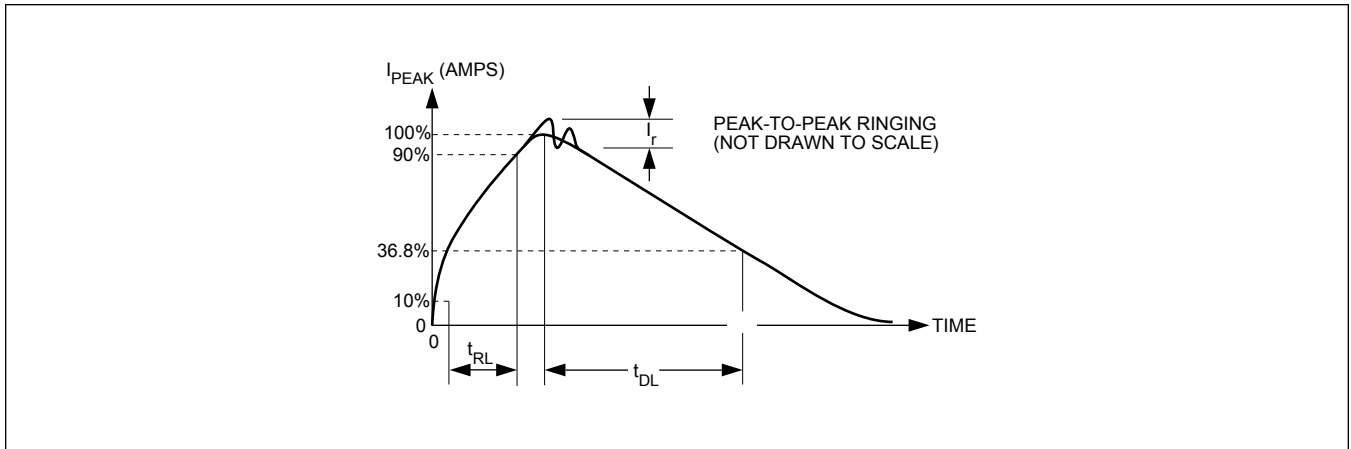 I_PEAK (AMPS)
100%
90%
36.8%
10%
0
0
I_r
PEAK-TO-PEAK RINGING
(NOT DRAWN TO SCALE)
TIME
t_RL
t_DL